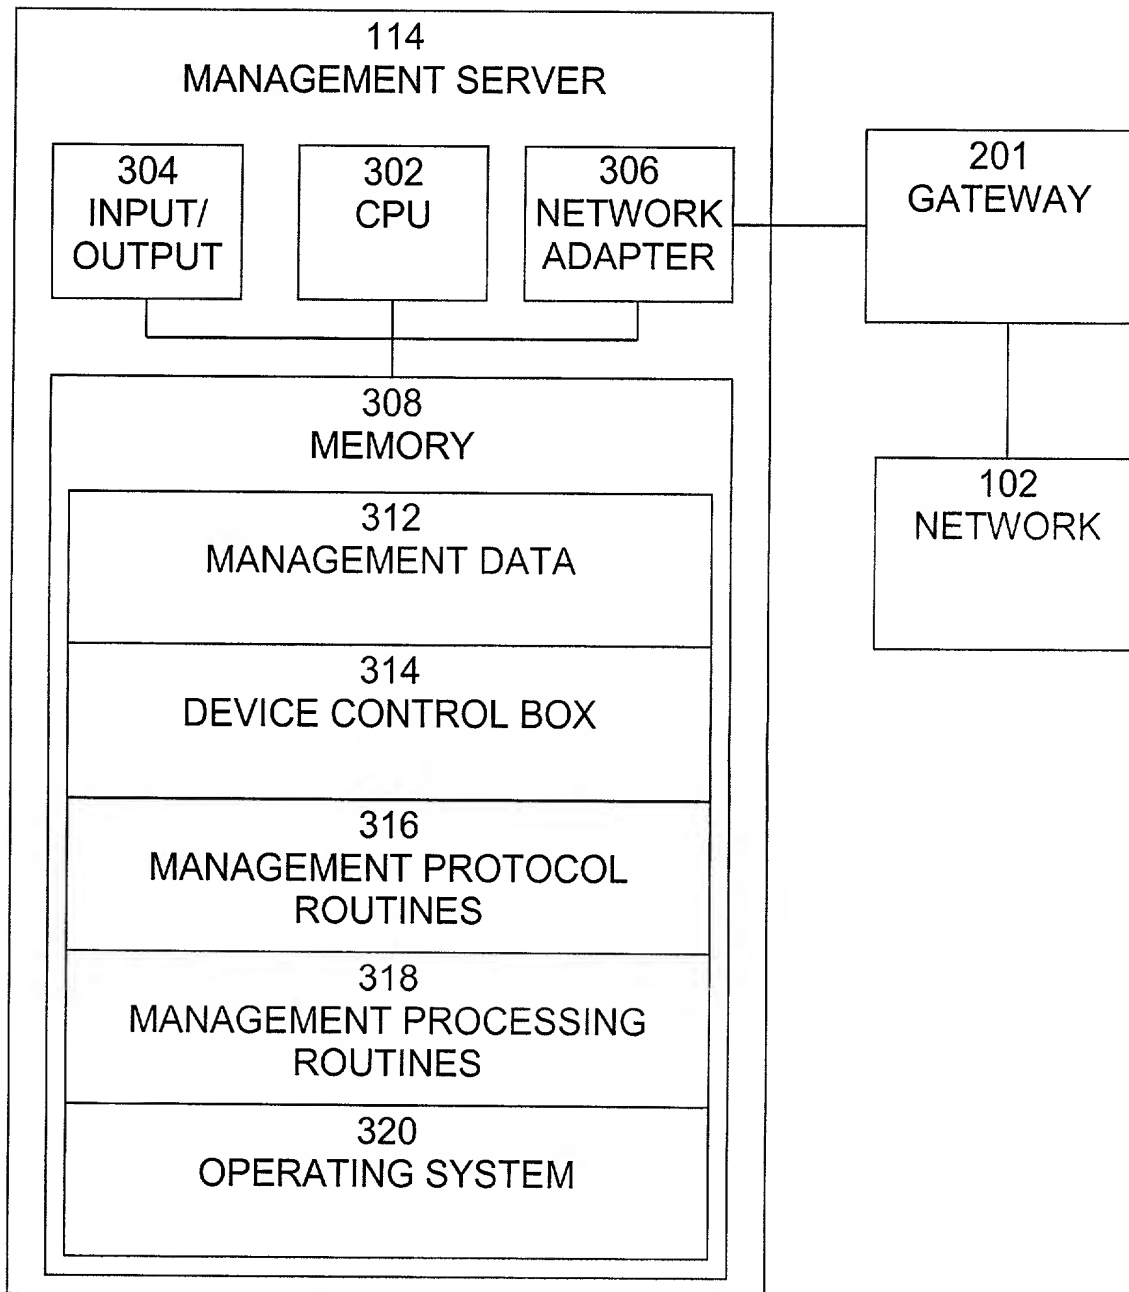 114
MANAGEMENT SERVER
304
INPUT/
OUTPUT
302
CPU
306
NETWORK
ADAPTER
201
GATEWAY
308
MEMORY
102
NETWORK
312
MANAGEMENT DATA
314
DEVICE CONTROL BOX
316
MANAGEMENT PROTOCOL
ROUTINES
318
MANAGEMENT PROCESSING
ROUTINES
320
OPERATING SYSTEM